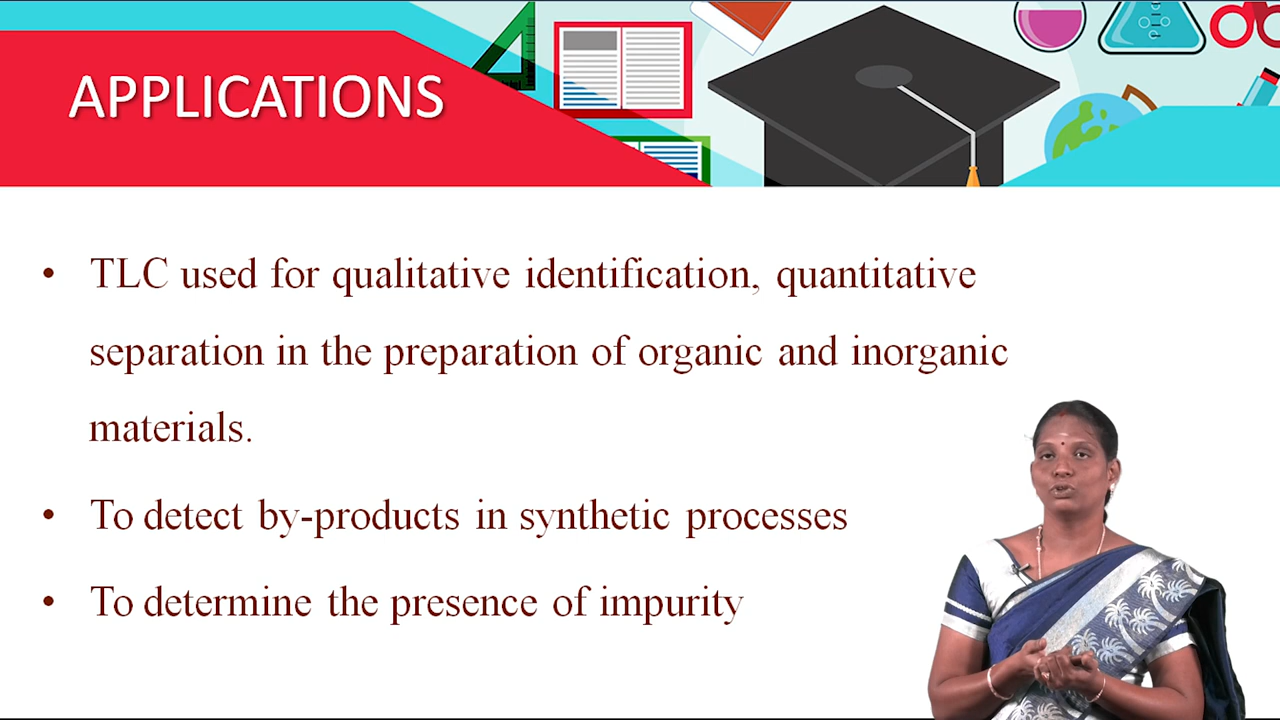 APPLICATIONS
• TLC used for qualitative identification, quantitative
separation in the preparation of organic and inorganic
materials.
• To detect by-products in synthetic processes
• To determine the presence of impurity